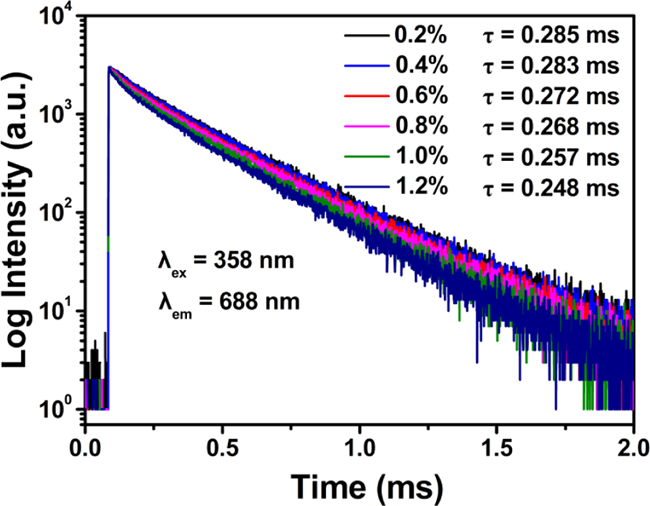 10⁴
10³
10²
10¹
10⁰
Log Intensity (a.u.)
0.2% τ = 0.285 ms
0.4% τ = 0.283 ms
0.6% τ = 0.272 ms
0.8% τ = 0.268 ms
1.0% τ = 0.257 ms
1.2% τ = 0.248 ms
λex = 358 nm
λem = 688 nm
0.0 0.5 1.0 1.5 2.0
Time (ms)